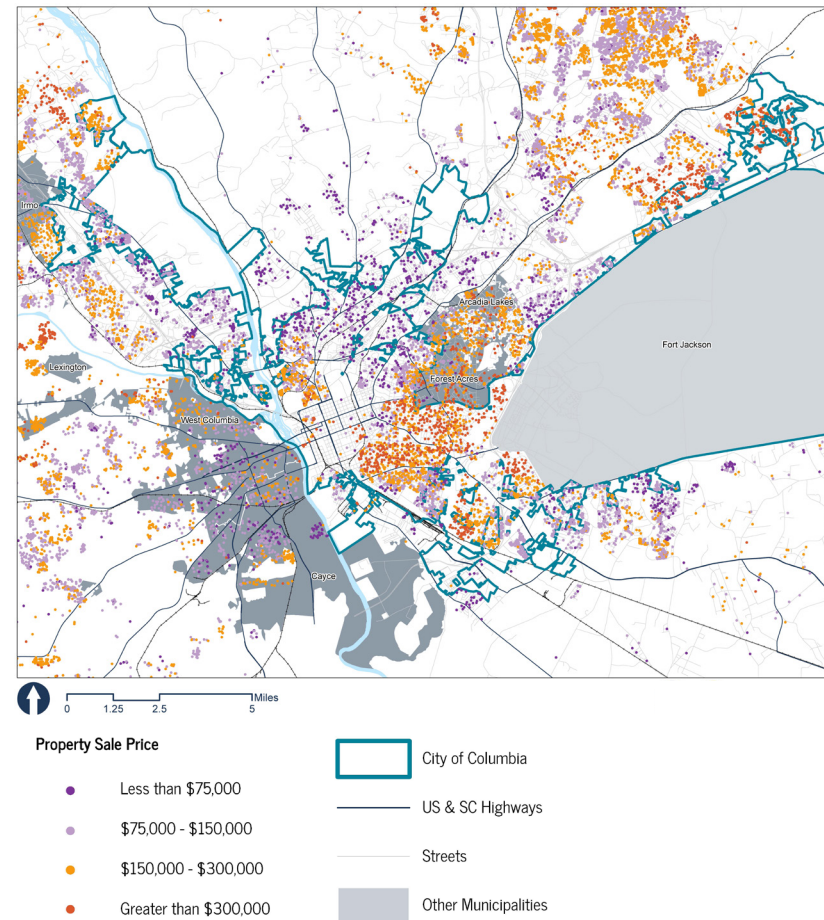 Irmo
Arcadia Lakes
Fort Jackson
Lexington
Forest Acres
West Columbia
Cayce
Miles
0 1.25 2.5 5
Property Sale Price
Less than $75,000
$75,000 - $150,000
$150,000 - $300,000
Greater than $300,000
City of Columbia
US & SC Highways
Streets
Other Municipalities